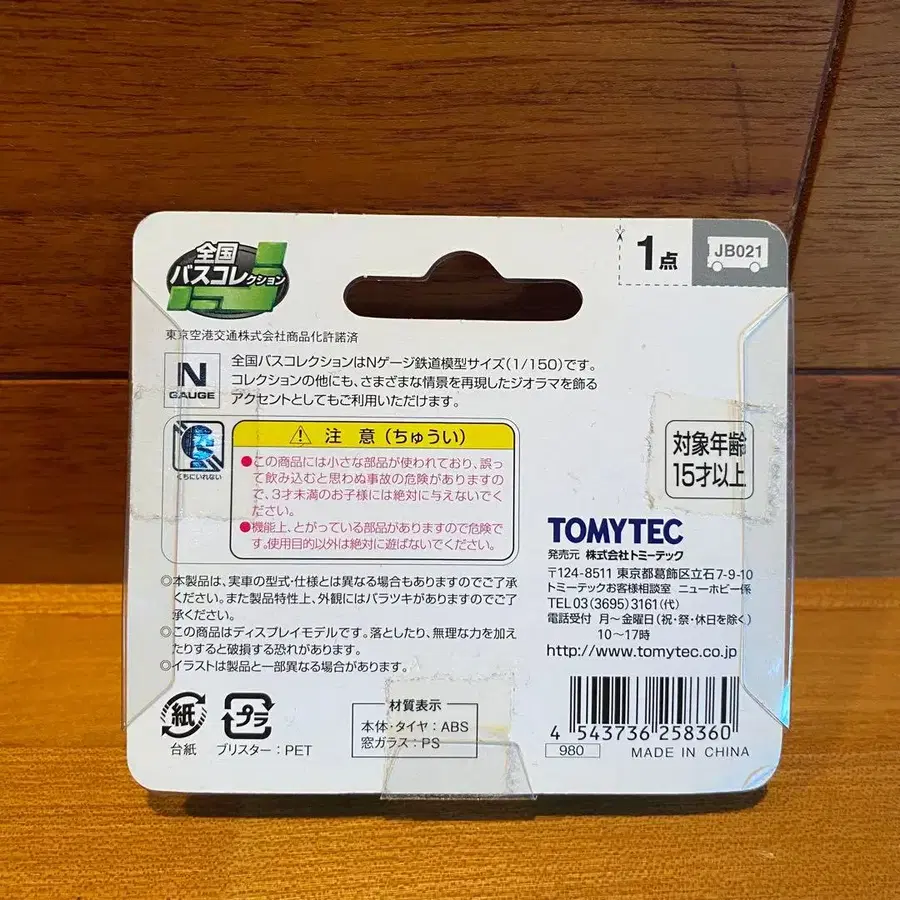 全国
バスコレクション
1点
JB021
東京空港交通株式会社商品化許諾済
N
GAUGE
全国バスコレクションはNゲージ鉄道模型サイズ(1/150)です。
コレクションの他にも、さまざまな情景を再現したジオラマを飾る
アクセントとしてもご利用いただけます。
くちにいれない
注 意(ちゅうい)
●この商品には小さな部品が使われており、誤っ
て飲み込むと思わぬ事故の危険がありますの
で、3才未満のお子様には絶対に与えないでく
ださい。
●機能上、とがっている部品がありますので危険で
す。使用目的以外は絶対に遊ばないでください。
対象年齢
15才以上
◎本製品は、実車の型式・仕様とは異なる場合もありますのでご了承
ください。また製品特性上、外観にはバラツキがありますのでご了
承ください。
◎この商品はディスプレイモデルです。落としたり、無理な力を加え
たりすると破損する恐れがあります。
◎イラストは製品と一部異なる場合があります。
TOMYTEC
発売元 株式会社トミーテック
〒124-8511 東京都葛飾区立石7-9-10
トミーテックお客様相談室 ニューホビー係
TEL 03(3695)3161(代)
電話受付 月~金曜日(祝・祭・休日を除く)
10~17時
http://www.tomytec.co.jp
紙
台紙
プラ
ブリスター:PET
材質表示
本体・タイヤ:ABS
窓ガラス:PS
4 543736 258360
980
MADE IN CHINA